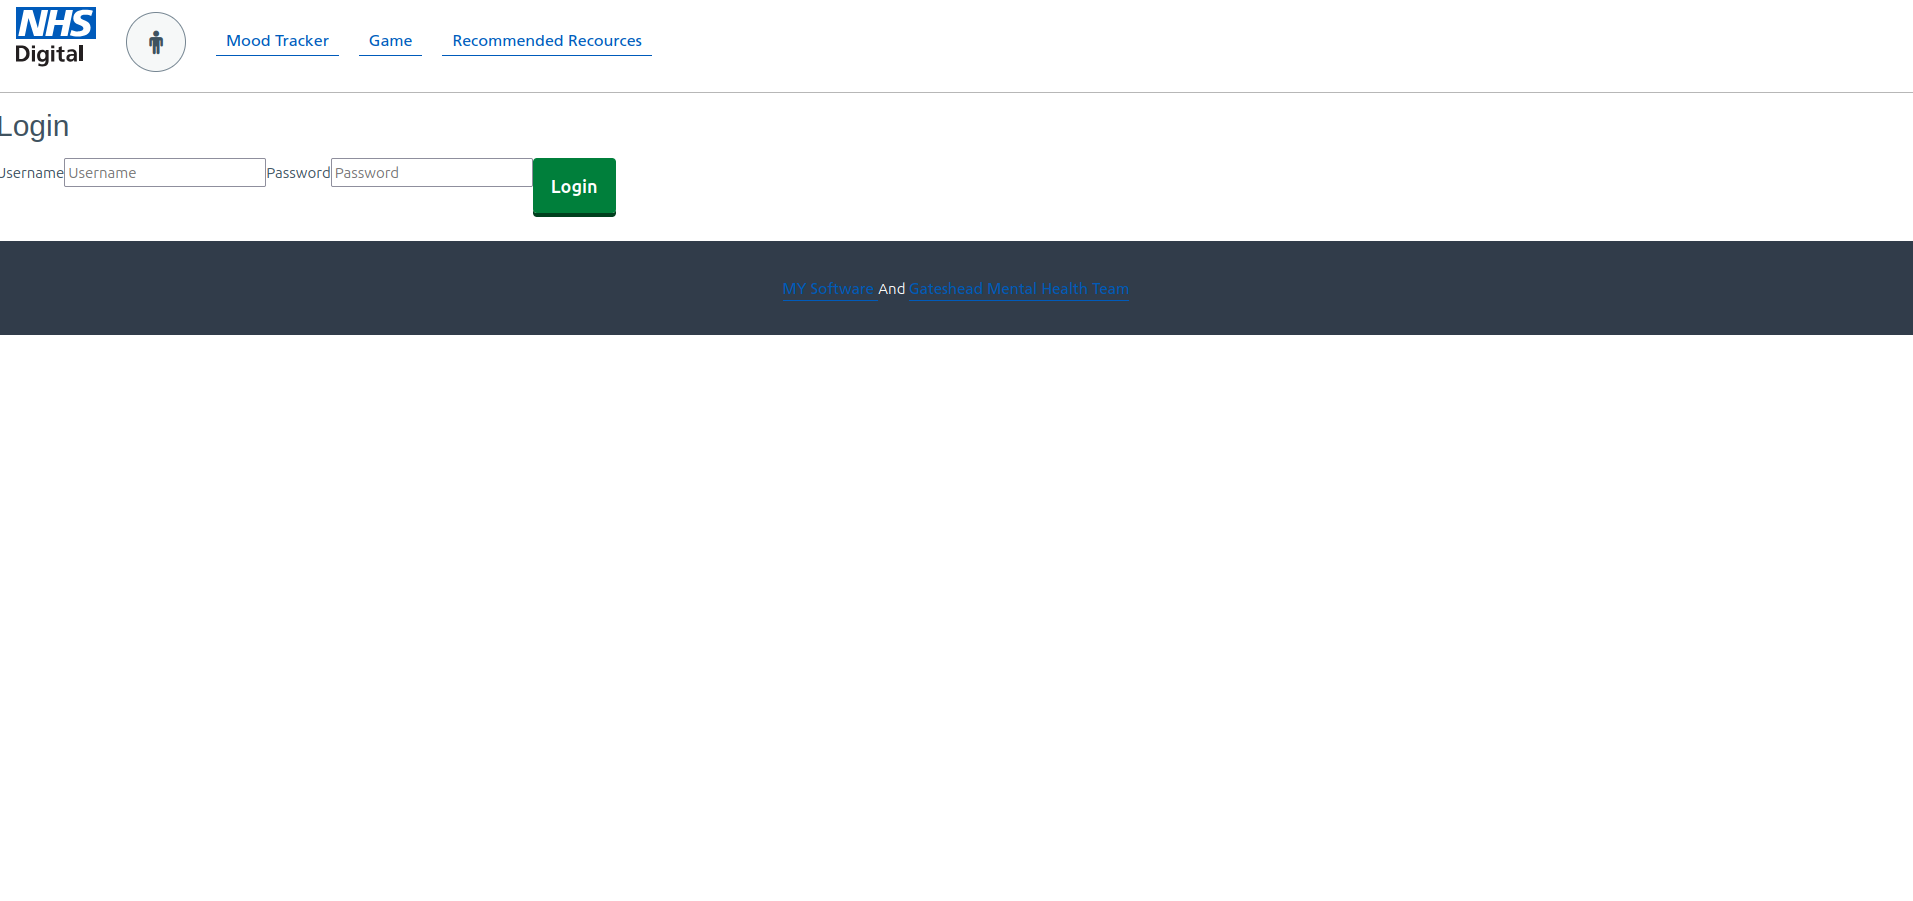 NHS
Digital
Mood Tracker Game Recommended Recources
Login
Username Username Password Password Login
MY Software And Gateshead Mental Health Team